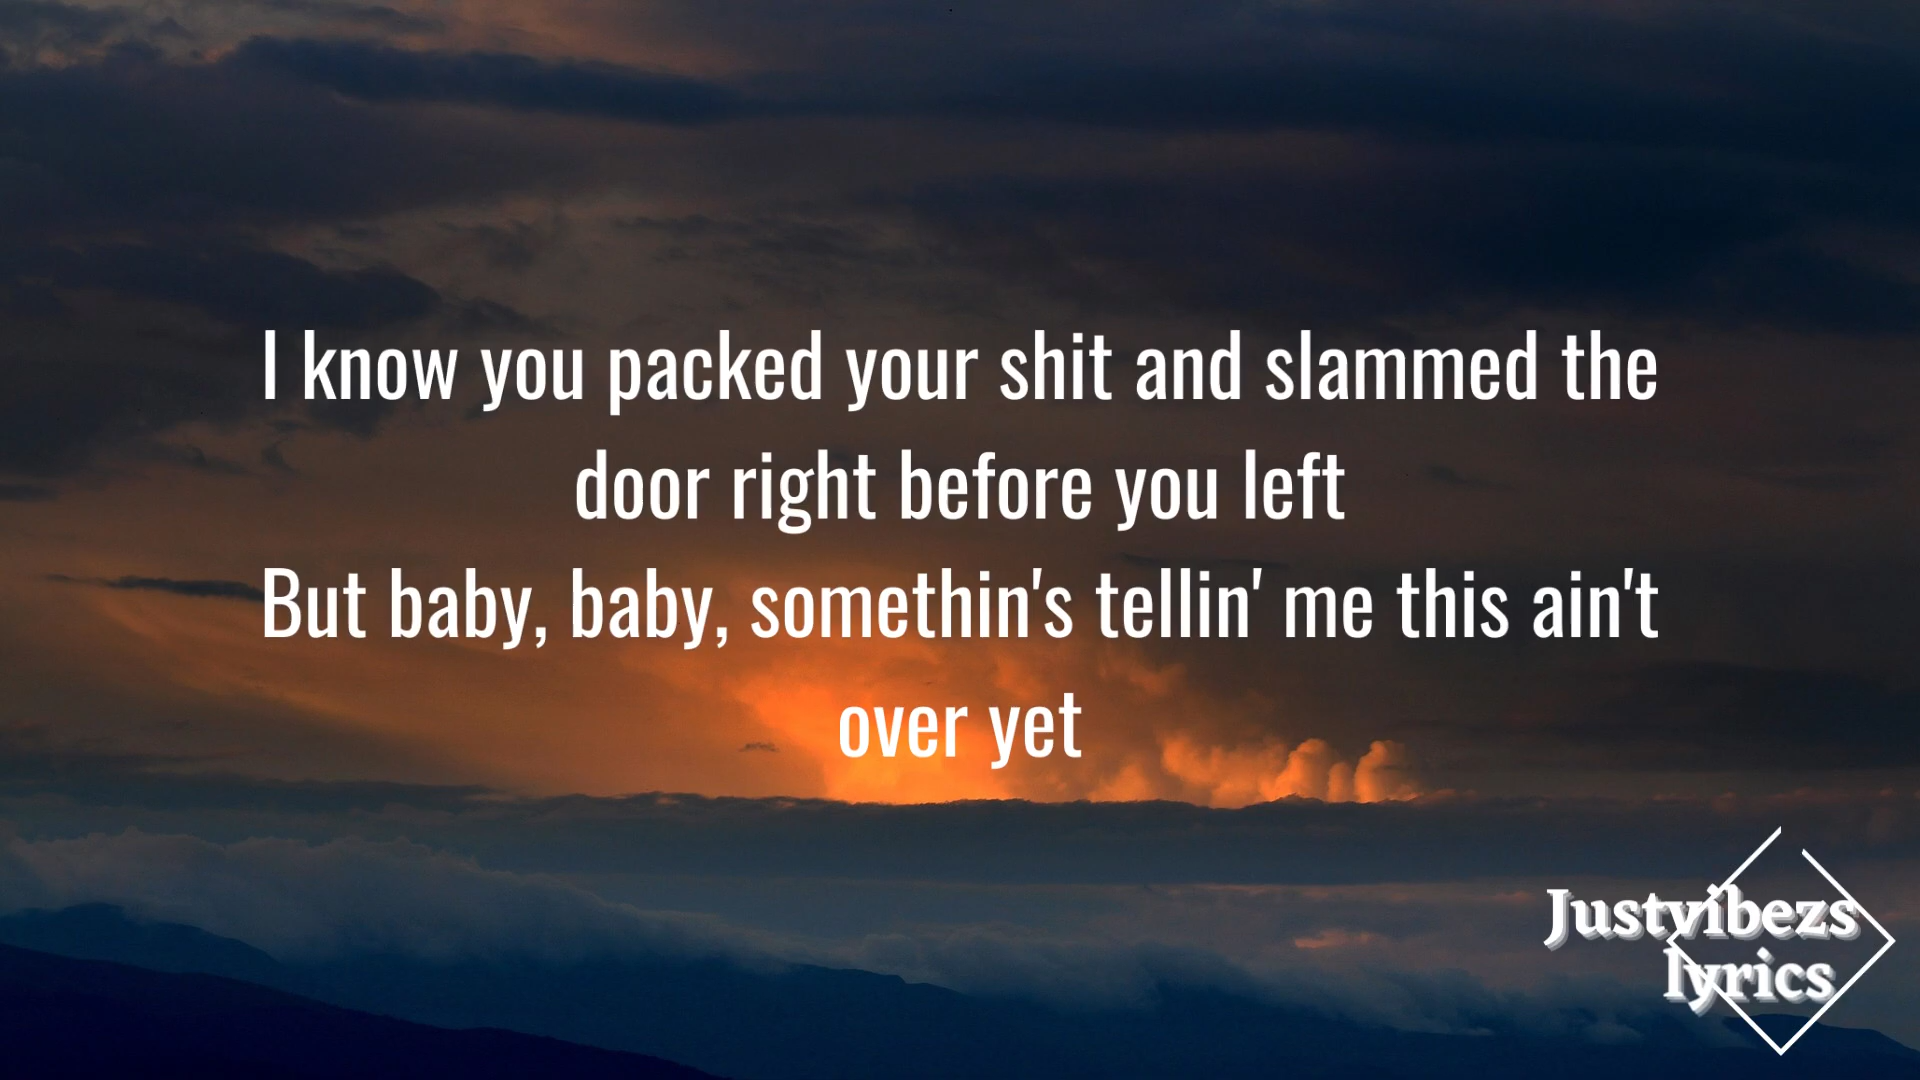 I know you packed your shit and slammed the
door right before you left
But baby, baby, somethin's tellin' me this ain't
over yet
Justvibezs
lyrics